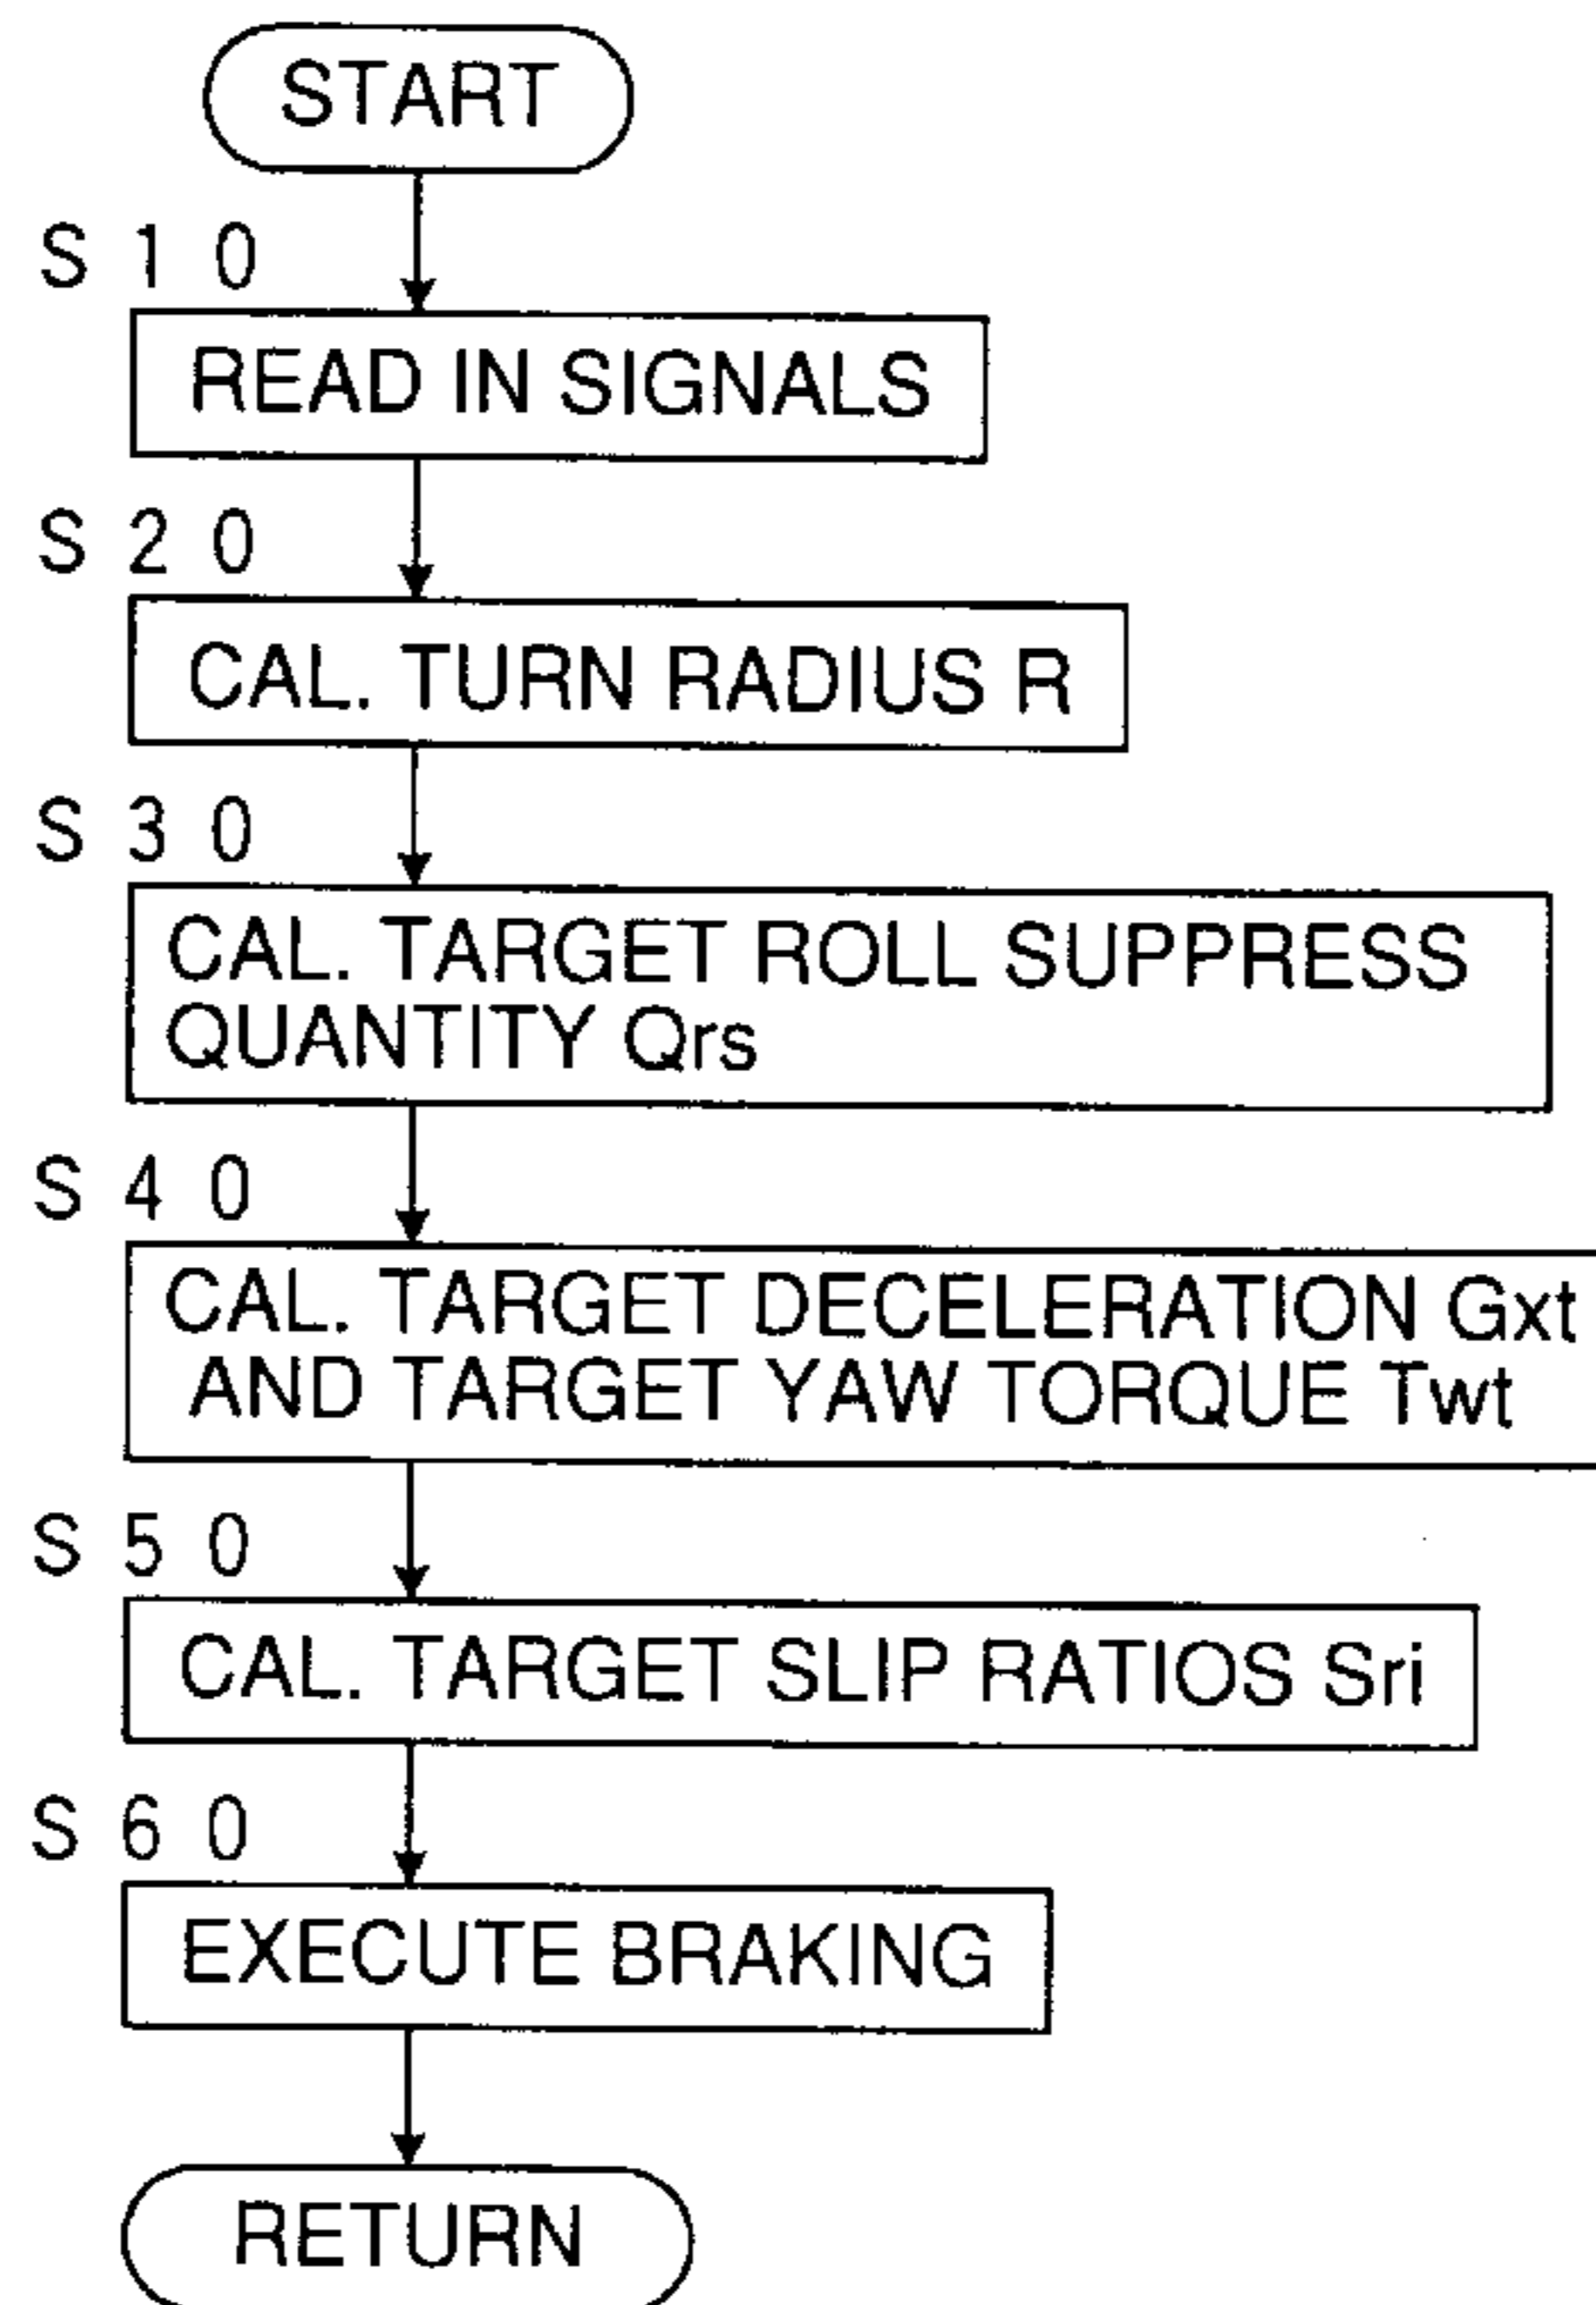 START
S 1 0
READ IN SIGNALS
S 2 0
CAL. TURN RADIUS R
S 3 0
CAL. TARGET ROLL SUPPRESS
QUANTITY Qrs
S 4 0
CAL. TARGET DECELERATION Gxt
AND TARGET YAW TORQUE Twt
S 5 0
CAL. TARGET SLIP RATIOS Sri
S 6 0
EXECUTE BRAKING
RETURN